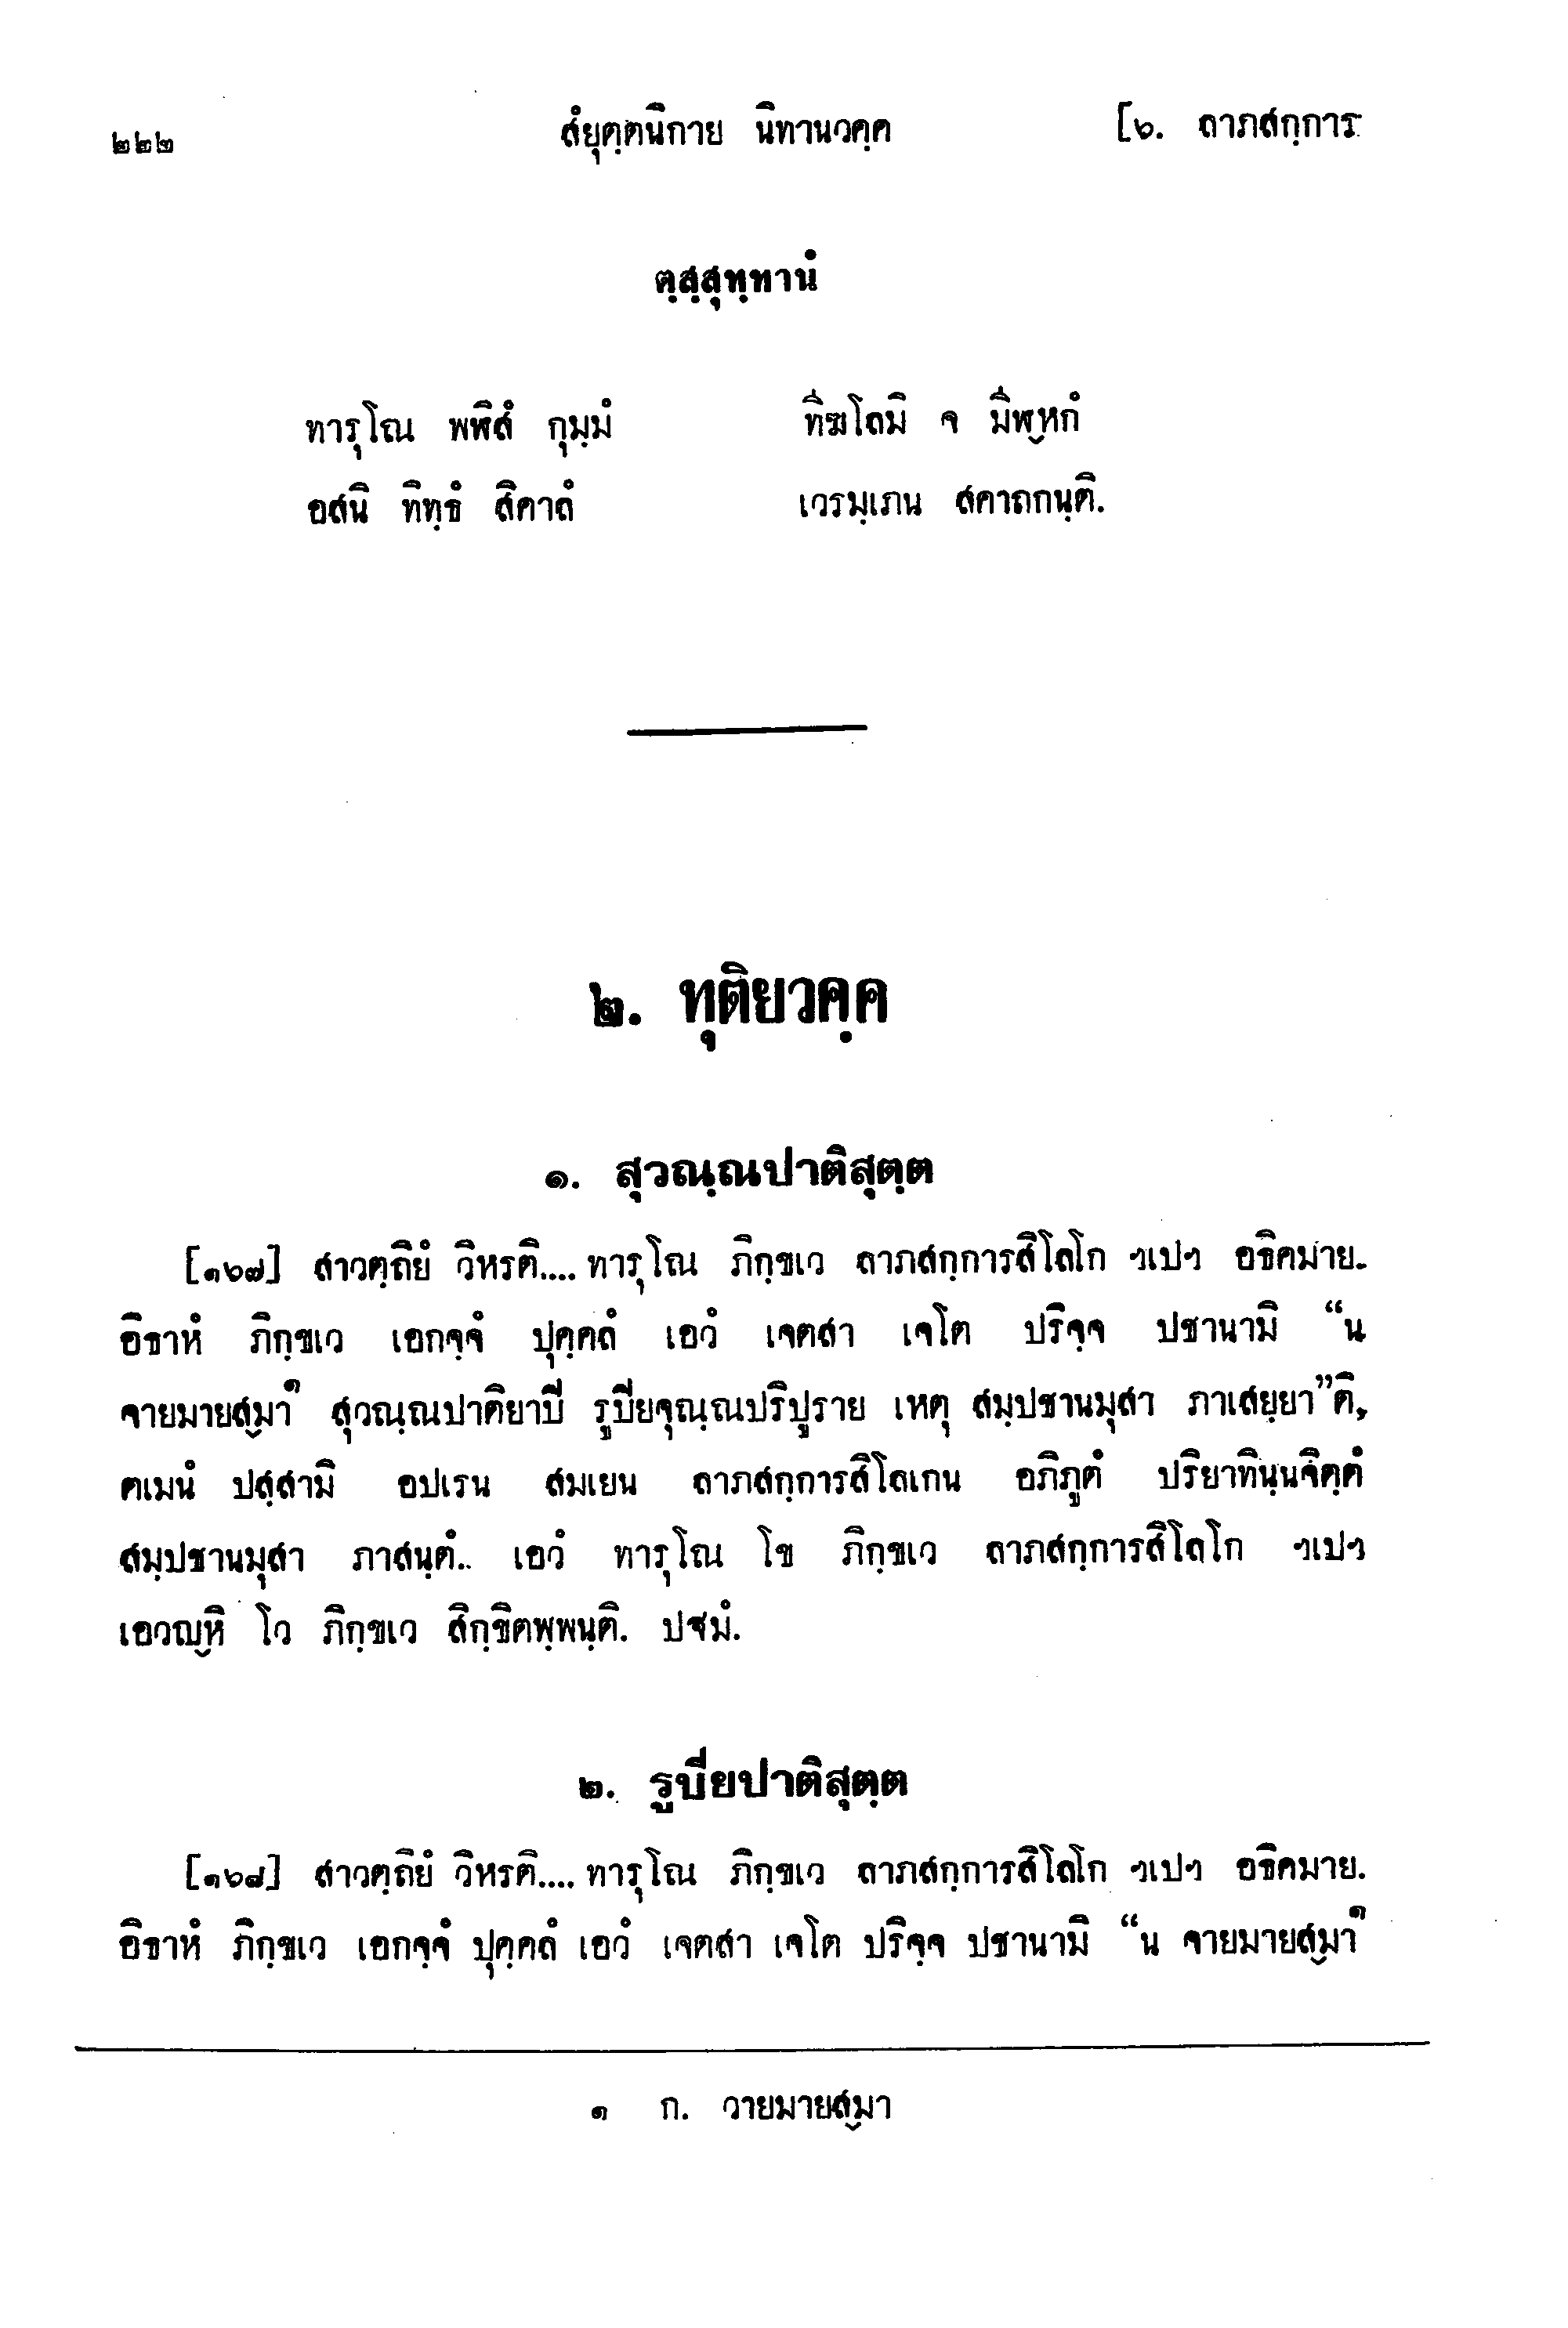 ๒๒๒ สํยุตฺตนิกาย นิทานวคฺค [๖. ลาภสกฺการ
ตฺสฺสุทฺทานํ
ทารุโณ พฬิสํ กุมฺมํ ทีฆโลมิ จ มีฬฺหกํ
อสนิ ทิทฺธํ สิคาลํ เวรมฺเภน สคาถกนฺติ.
๒. ทุติยวคฺค
๑. สุวณฺณปาติสุตฺต
[๑๖๗] สาวตฺถิยํ วิหรติ.... ทารุโณ ภิกฺขเว ลาภสกฺการสิโลโก ฯเปฯ อธิคมาย.
อิธาหํ ภิกฺขเว เอกจฺจํ ปุคฺคลํ เอวํ เจตสา เจโต ปริจฺจ ปชานามิ “น
จายมายสฺมา๑ สุวณฺณปาติยาปิ รูปิยจุณฺณปริปูราย เหตุ สมฺปชานมุสา ภาเสยฺยา”ติ,
ตเมนํ ปสฺสามิ อปเรน สมเยน ลาภสกฺการสิโลเกน อภิภูตํ ปริยาทินฺนจิตฺตํ
สมฺปชานมุสา ภาสนฺตํ.. เอวํ ทารุโณ โข ภิกฺขเว ลาภสกฺการสิโลโก ฯเปฯ
เอวญฺหิ โว ภิกฺขเว สิกฺขิตพฺพนฺติ. ปฐมํ.
๒. รูปิยปาติสุตฺต
[๑๖๘] สาวตฺถิยํ วิหรติ.... ทารุโณ ภิกฺขเว ลาภสกฺการสิโลโก ฯเปฯ อธิคมาย.
อิธาหํ ภิกฺขเว เอกจฺจํ ปุคฺคลํ เอวํ เจตสา เจโต ปริจฺจ ปชานามิ “น จายมายสฺมา๑
๑ ก. วายมายสฺมา